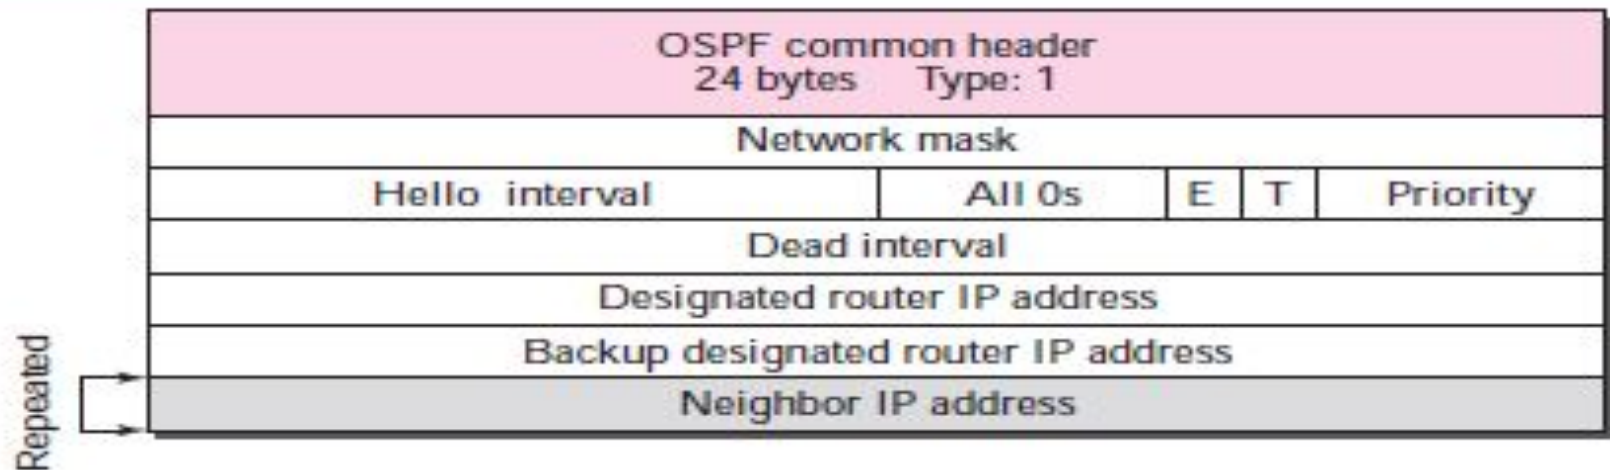 OSPF common header
24 bytes Type: 1
Network mask
Hello interval All 0s E T Priority
Dead interval
Designated router IP address
Backup designated router IP address
Neighbor IP address
Repeated